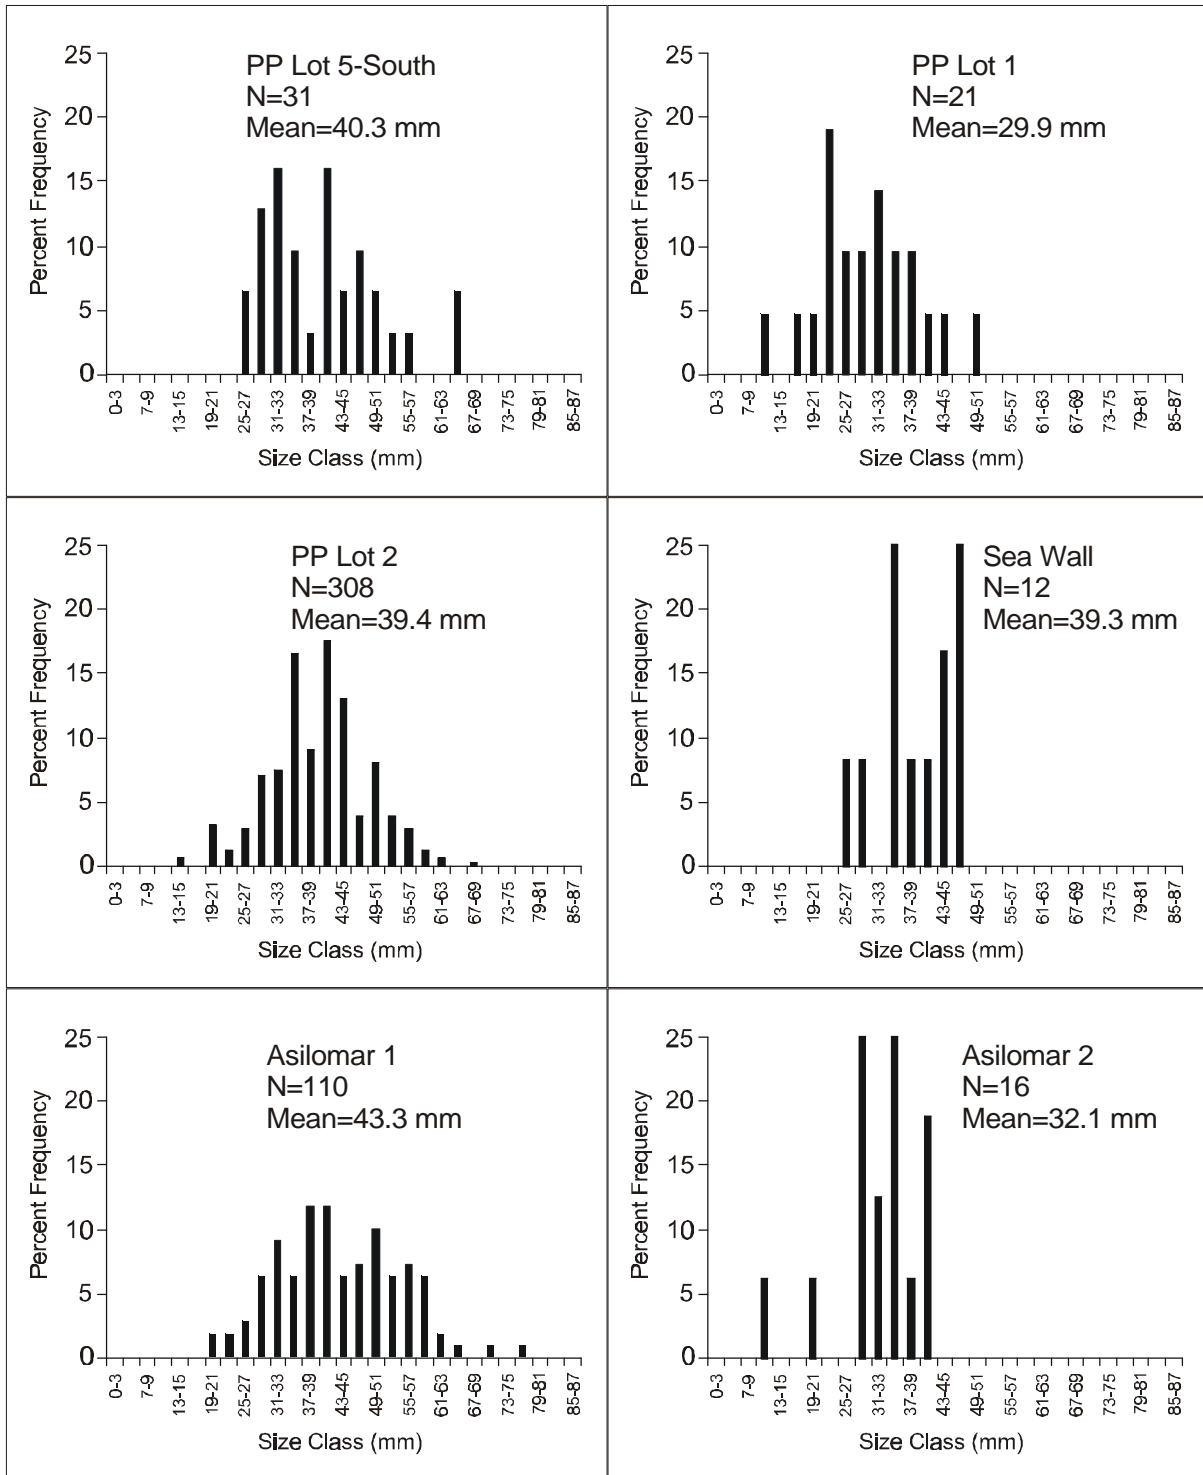 PP Lot 5-South
N=31
Mean=40.3 mm
Percent Frequency
25
20
15
10
5
0
0-3 7-9 13-15 19-21 25-27 31-33 37-39 43-45 49-51 55-57 61-63 67-69 73-75 79-81 85-87
Size Class (mm)
PP Lot 1
N=21
Mean=29.9 mm
Percent Frequency
25
20
15
10
5
0
0-3 7-9 13-15 19-21 25-27 31-33 37-39 43-45 49-51 55-57 61-63 67-69 73-75 79-81 85-87
Size Class (mm)
PP Lot 2
N=308
Mean=39.4 mm
Percent Frequency
25
20
15
10
5
0
0-3 7-9 13-15 19-21 25-27 31-33 37-39 43-45 49-51 55-57 61-63 67-69 73-75 79-81 85-87
Size Class (mm)
Sea Wall
N=12
Mean=39.3 mm
Percent Frequency
25
20
15
10
5
0
0-3 7-9 13-15 19-21 25-27 31-33 37-39 43-45 49-51 55-57 61-63 67-69 73-75 79-81 85-87
Size Class (mm)
Asilomar 1
N=110
Mean=43.3 mm
Percent Frequency
25
20
15
10
5
0
0-3 7-9 13-15 19-21 25-27 31-33 37-39 43-45 49-51 55-57 61-63 67-69 73-75 79-81 85-87
Size Class (mm)
Asilomar 2
N=16
Mean=32.1 mm
Percent Frequency
25
20
15
10
5
0
0-3 7-9 13-15 19-21 25-27 31-33 37-39 43-45 49-51 55-57 61-63 67-69 73-75 79-81 85-87
Size Class (mm)